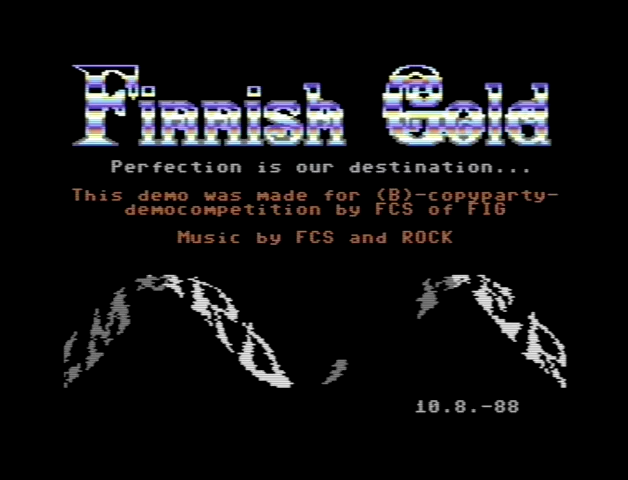 Finnish Gold
Perfection is our destination...
This demo was made for (B)-copyparty-
democompetition by FCS of FIG
Music by FCS and ROCK
10.8.-88